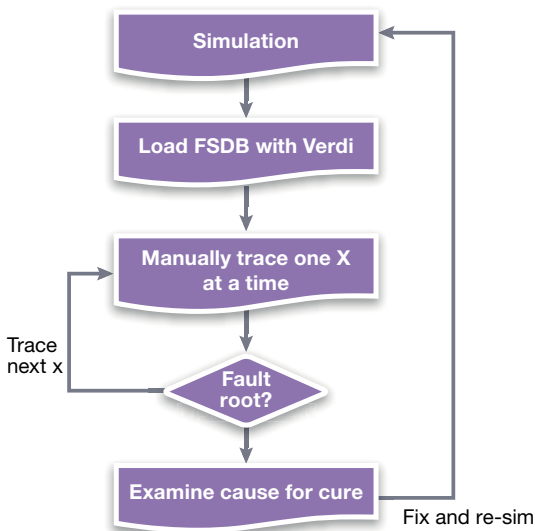 Simulation
Load FSDB with Verdi
Manually trace one X
at a time
Trace
next x
Fault
root?
Examine cause for cure
Fix and re-sim